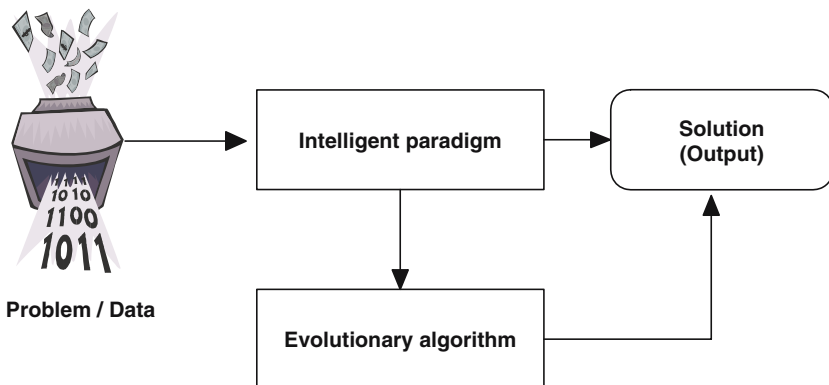 Intelligent paradigm
Solution
(Output)
1010
1100
1011
Problem / Data
Evolutionary algorithm